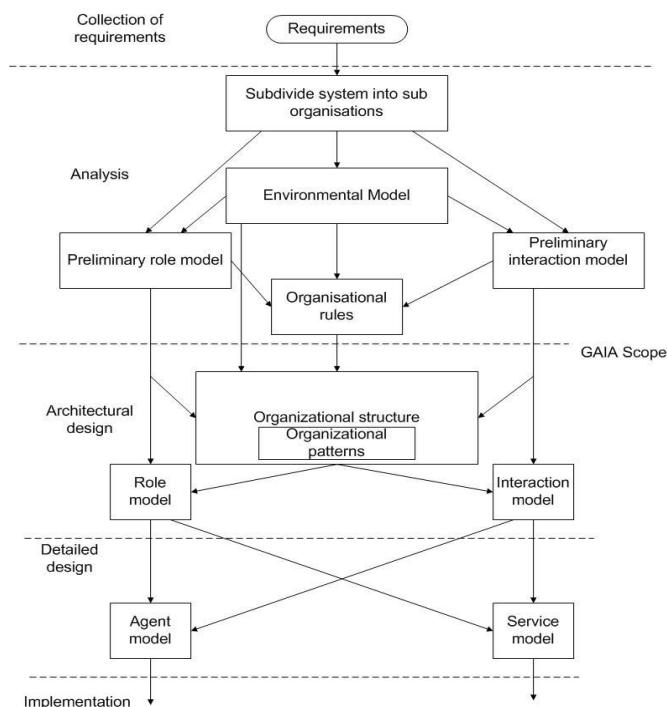 Collection of
requirements
Requirements
Subdivide system into sub
organisations
Analysis
Environmental Model
Preliminary role model
Preliminary
interaction model
Organisational
rules
GAIA Scope
Architectural
design
Organizational structure
Organizational
patterns
Role
model
Interaction
model
Detailed
design
Agent
model
Service
model
Implementation